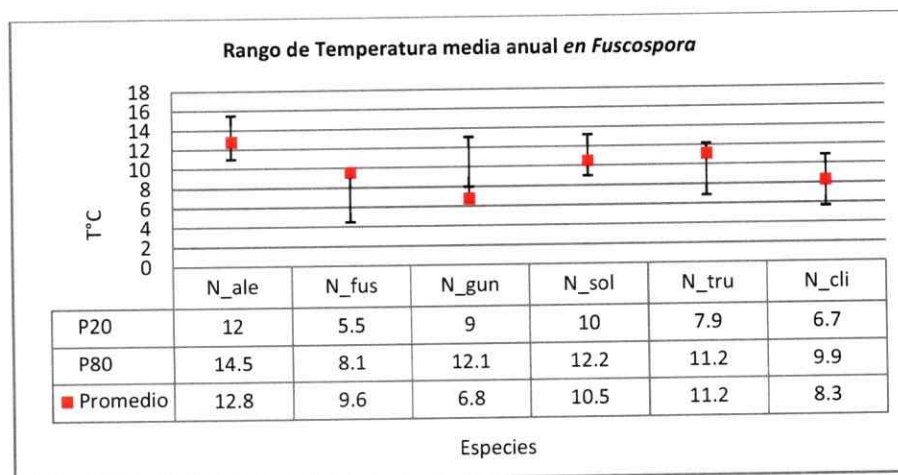 Rango de Temperatura media anual en Fuscospora
18
16
14
12
10
8
6
4
2
0
T°C
N_ale N_fus N_gun N_sol N_tru N_cli
P20 12 5.5 9 10 7.9 6.7
P80 14.5 8.1 12.1 12.2 11.2 9.9
Promedio 12.8 9.6 6.8 10.5 11.2 8.3
Especies